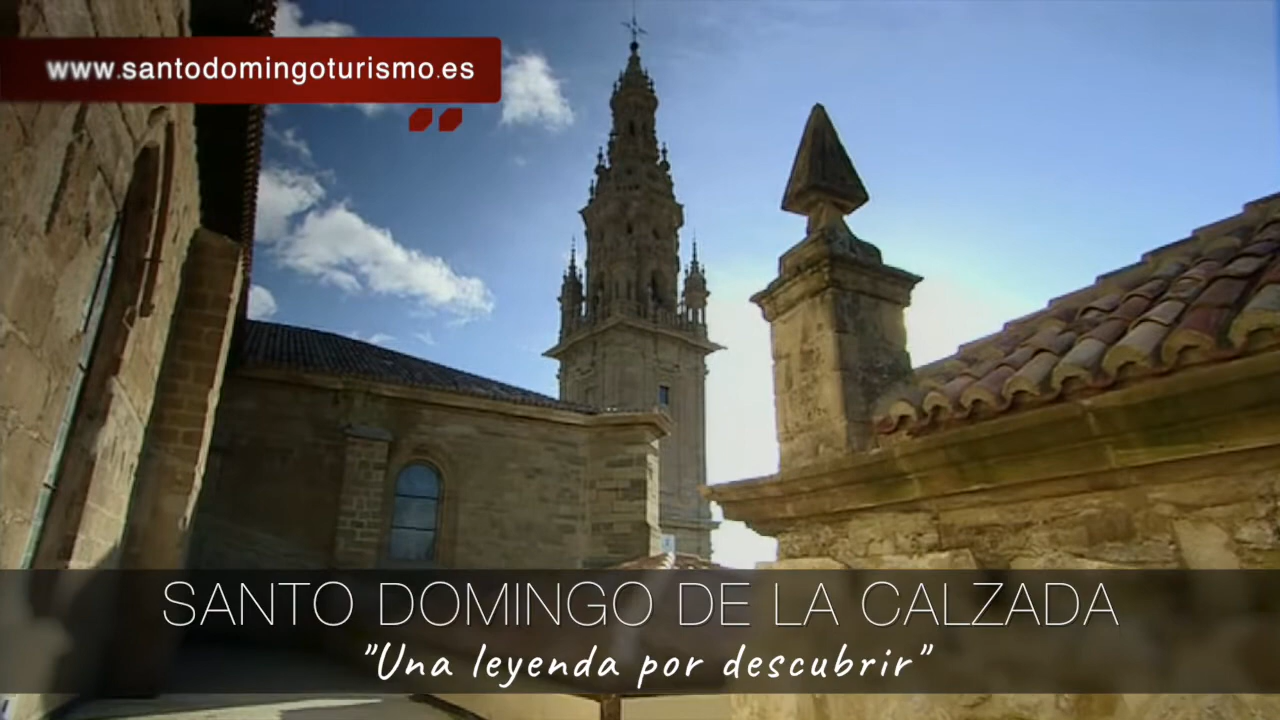 www.santodomingoturismo.es
SANTO DOMINGO DE LA CALZADA
"Una leyenda por descubrir"